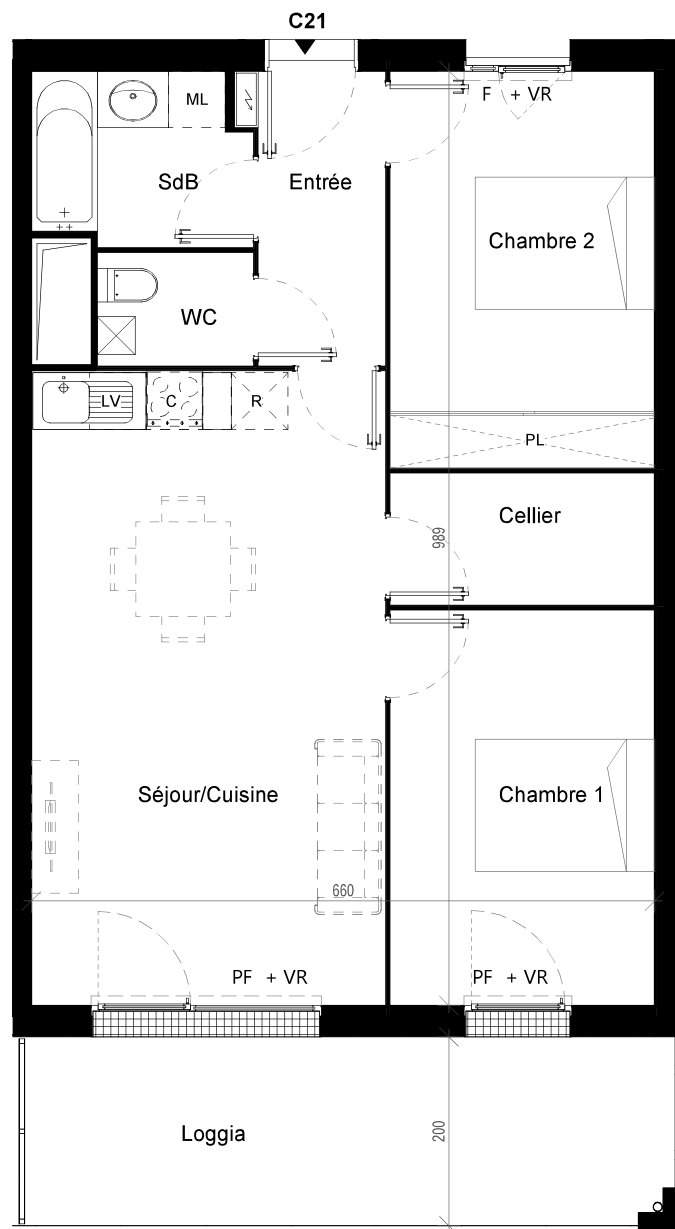 C21
ML
F + VR
SdB
Entrée
Chambre 2
WC
LV
C
R
PL
Cellier
989
Séjour/Cuisine
Chambre 1
660
PF + VR
PF + VR
Loggia
200